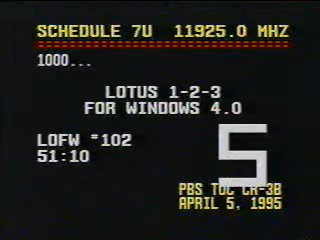 SCHEDULE 7U 11925.0 MHZ
1000...
LOTUS 1-2-3
FOR WINDOWS 4.0
LOFW *102
51:10
5
PBS TOC CR-3B
APRIL 5, 1995